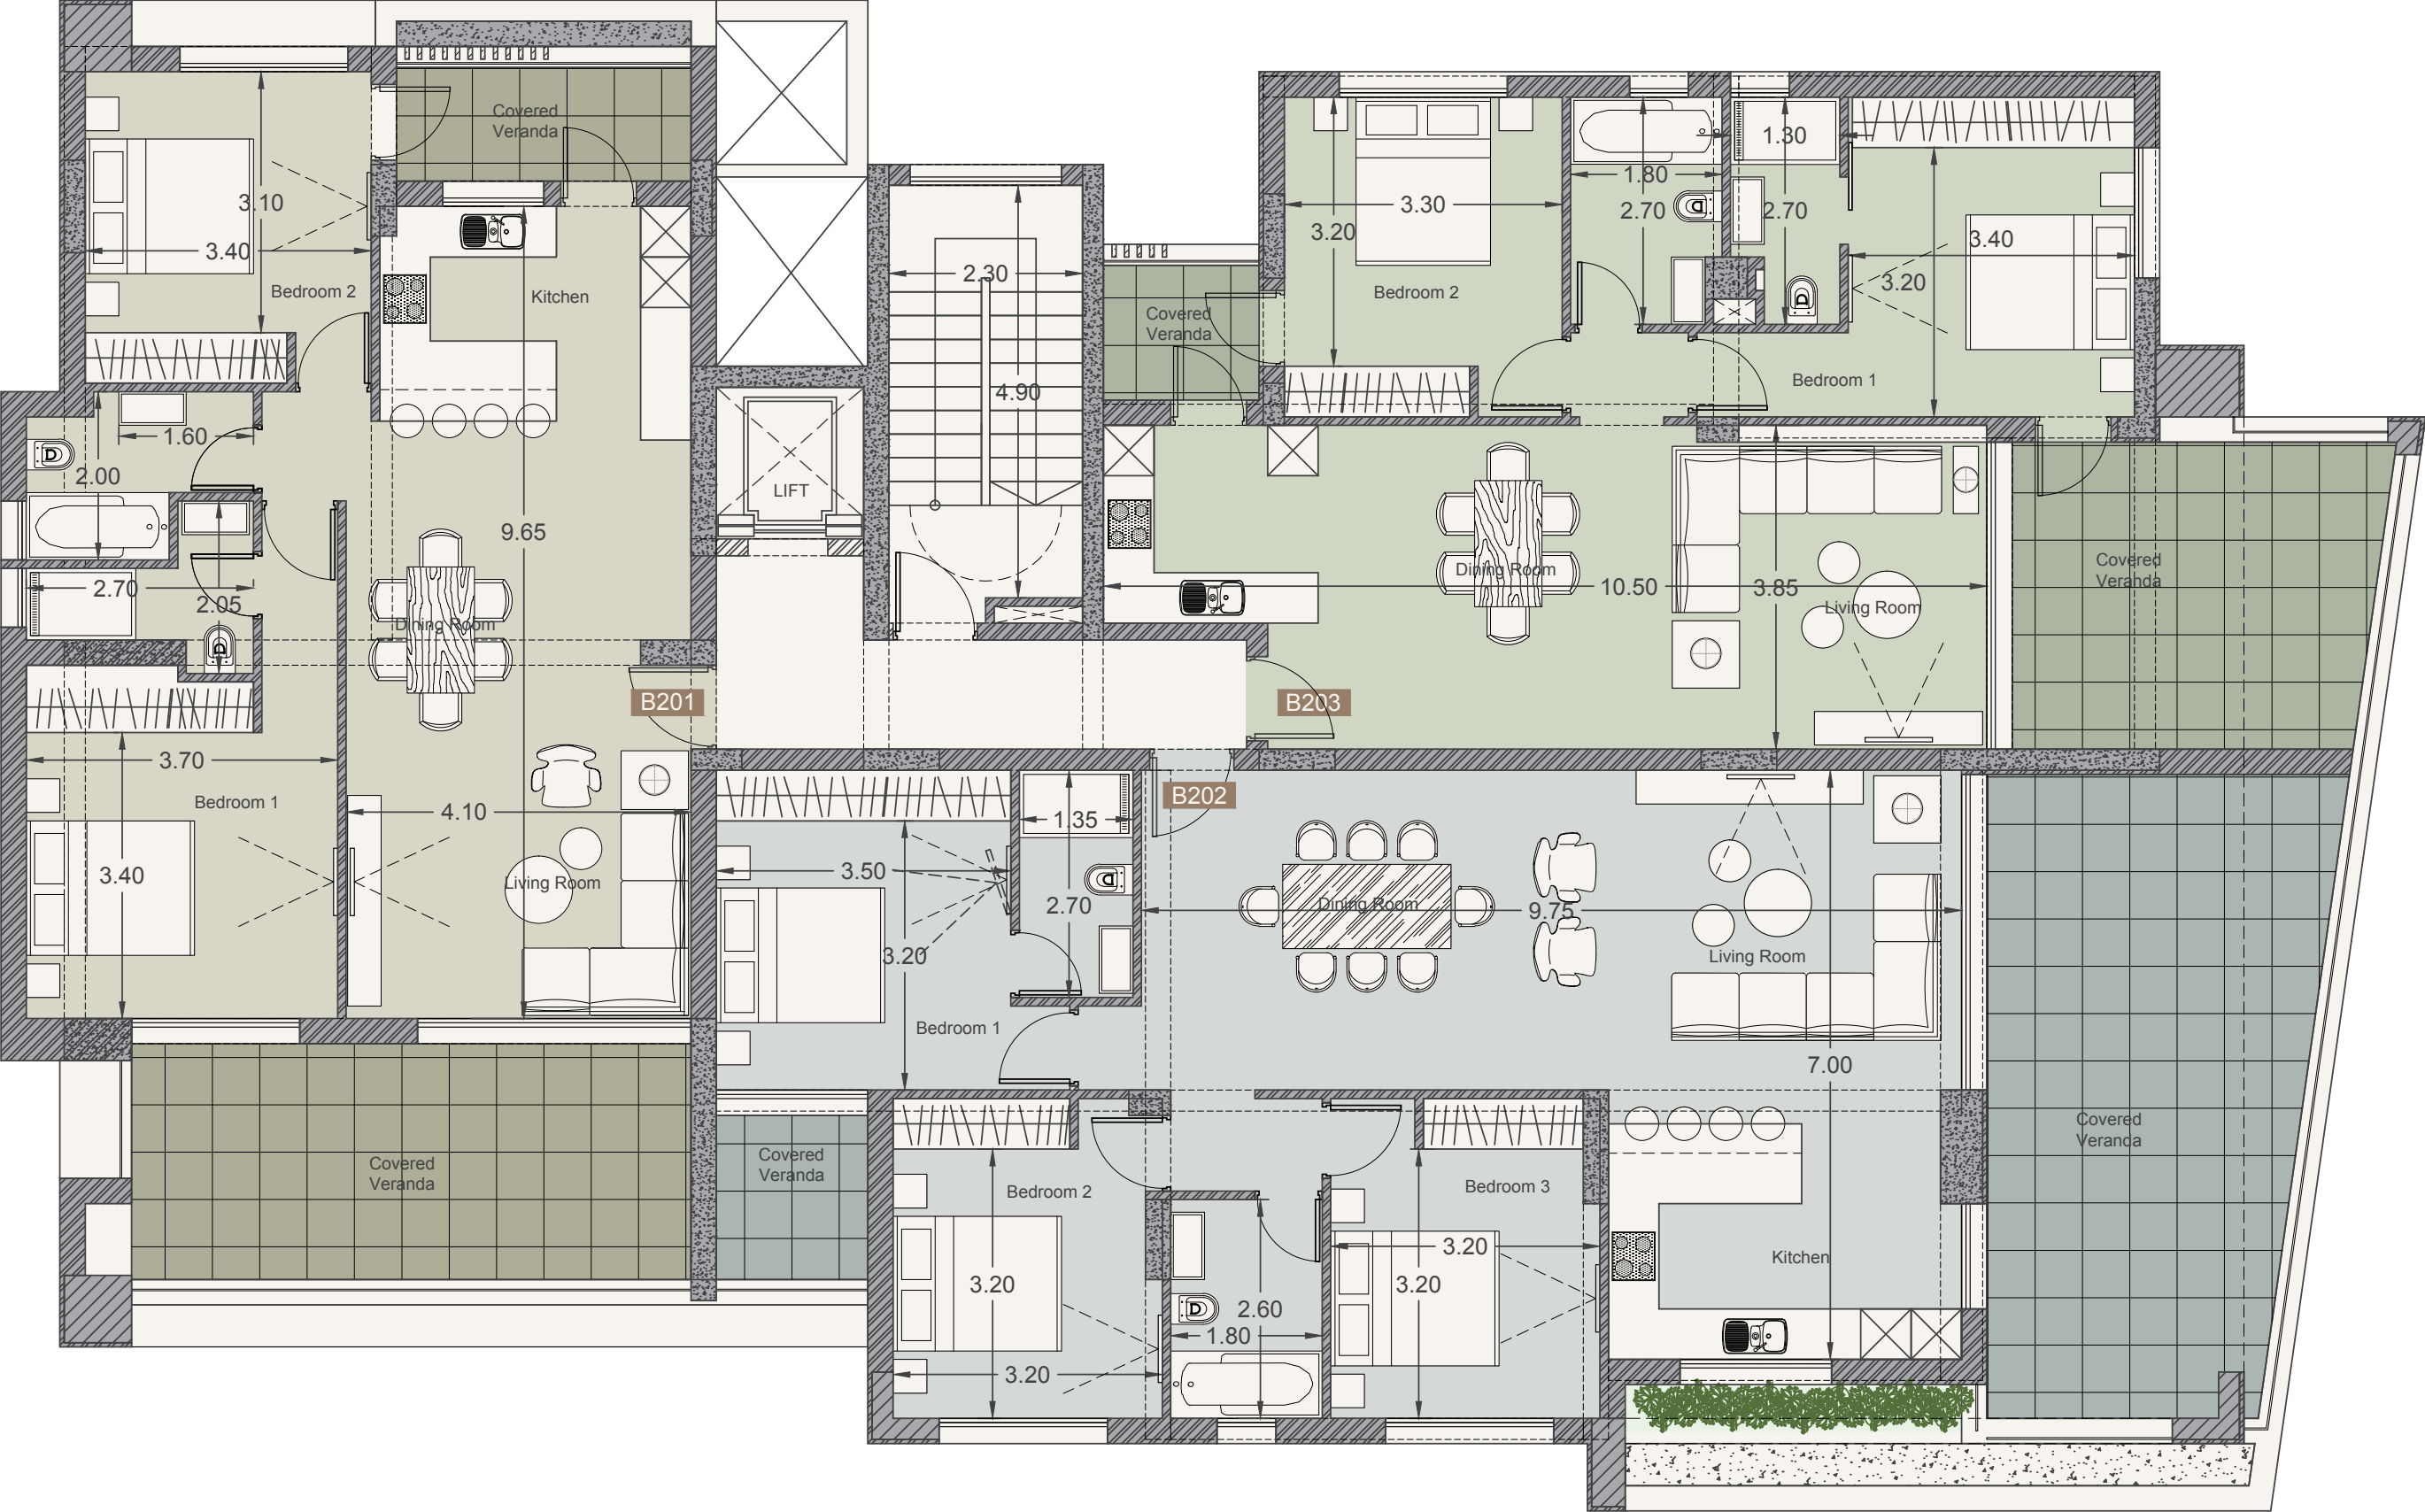 Covered
Veranda
3.10
3.40
Bedroom 2
Kitchen
1.60
2.00
9.65
2.70
2.05
Dining Room
B201
3.70
Bedroom 1
4.10
3.40
Living Room
Covered
Veranda
LIFT
2.30
4.90
Covered
Veranda
3.30
3.20
Bedroom 2
1.80
2.70
1.30
2.70
3.40
3.20
Bedroom 1
Dining Room
10.50
3.85
Living Room
Covered
Veranda
B203
B202
1.35
3.50
2.70
3.20
Bedroom 1
Dining Room
9.75
Living Room
7.00
Covered
Veranda
Covered
Veranda
Bedroom 2
3.20
3.20
2.60
1.80
Bedroom 3
3.20
3.20
Kitchen